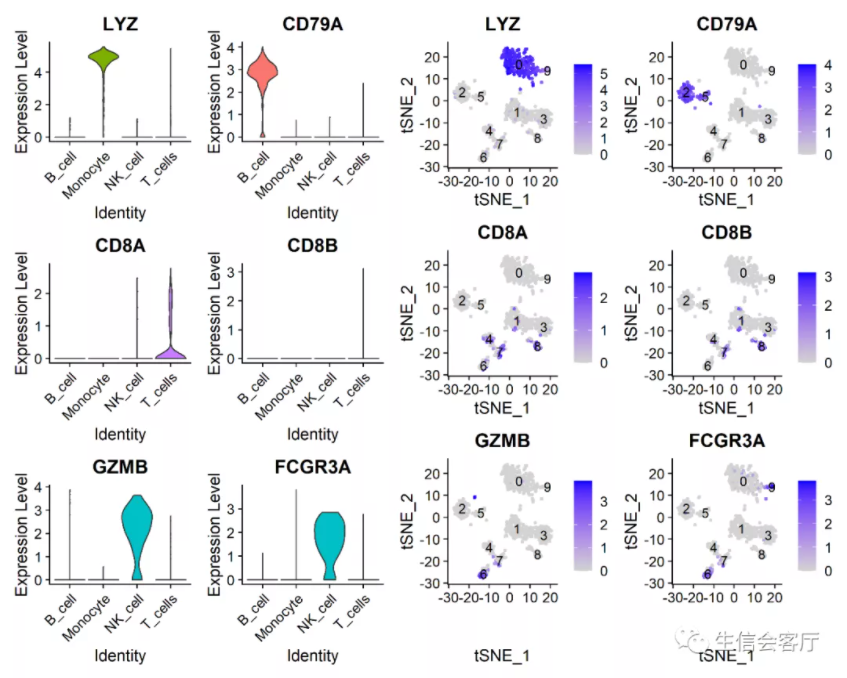 LYZ
CD79A
LYZ
CD79A
Expression Level
4
2
0
B_cell
Monocyte
NK_cell
T_cells
Identity
Expression Level
4
3
2
1
0
B_cell
Monocyte
NK_cell
T_cells
Identity
tSNE_2
20
10
0
-10
-20
-30
0
9
2
5
1
3
4
8
7
6
5
4
3
2
1
0
-30-20-10 0 10 20
tSNE_1
tSNE_2
20
10
0
-10
-20
-30
0
9
2
5
1
3
4
8
7
6
4
3
2
1
0
-30-20-10 0 10 20
tSNE_1
CD8A
CD8B
CD8A
CD8B
Expression Level
2
1
0
B_cell
Monocyte
NK_cell
T_cells
Identity
Expression Level
3
2
1
0
B_cell
Monocyte
NK_cell
T_cells
Identity
tSNE_2
20
10
0
-10
-20
-30
0
9
2
5
1
3
4
8
7
6
2
1
0
-30-20-10 0 10 20
tSNE_1
tSNE_2
20
10
0
-10
-20
-30
0
9
2
5
1
3
4
8
7
6
3
2
1
0
-30-20-10 0 10 20
tSNE_1
GZMB
FCGR3A
GZMB
FCGR3A
Expression Level
4
3
2
1
0
B_cell
Monocyte
NK_cell
T_cells
Identity
Expression Level
3
2
1
0
B_cell
Monocyte
NK_cell
T_cells
Identity
tSNE_2
20
10
0
-10
-20
-30
0
9
2
5
1
3
4
8
7
6
3
2
1
0
-30-20-10 0 10 20
tSNE_1
tSNE_2
20
10
0
-10
-20
-30
0
9
2
5
1
3
4
8
7
6
3
2
1
0
-30-20-10 0 10 20
tSNE_1
生信会客厅